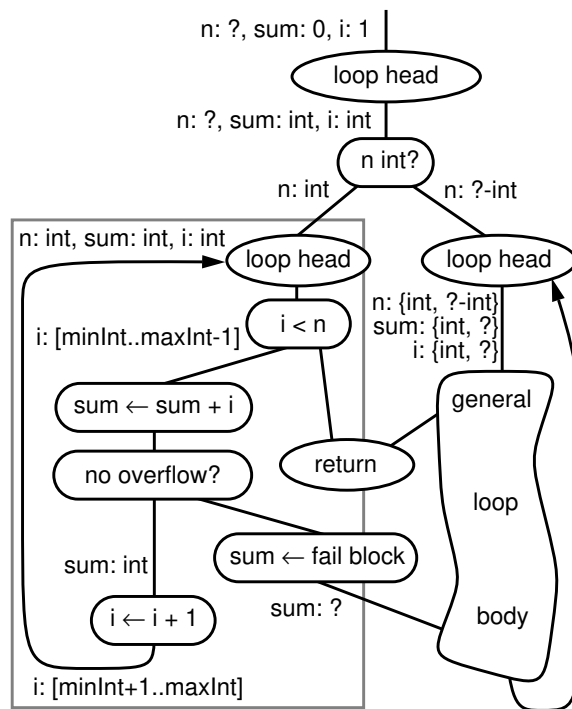 n: ?, sum: 0, i: 1
loop head
n: ?, sum: int, i: int
n int?
n: int
n: ?-int
n: int, sum: int, i: int
loop head
loop head
n: {int, ?-int}
sum: {int, ?}
i: {int, ?}
i < n
i: [minInt..maxInt-1]
sum ← sum + i
general
return
no overflow?
loop
sum: int
sum ← fail block
sum: ?
i ← i + 1
body
i: [minInt+1..maxInt]